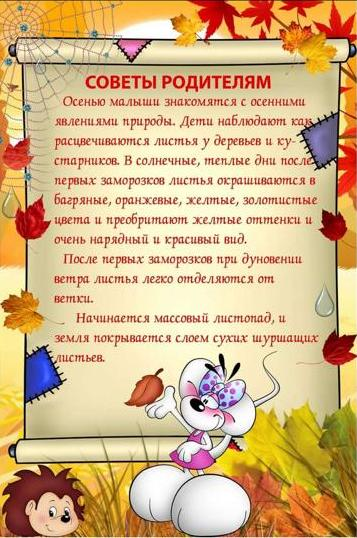 СОВЕТЫ РОДИТЕЛЯМ
Осенью малыши знакомятся с осенними
явлениями природы. Дети наблюдают как
расцвечиваются листья у деревьев и ку-
старников. В солнечные, теплые дни после
первых заморозков листья окрашиваются в
багряные, оранжевые, желтые, золотистые
цвета и преобритают желтые оттенки и
очень нарядный и красивый вид.
После первых заморозков при дуновении
ветра листья легко отделяются от
ветки.
Начинается массовый листопад, и
земля покрывается слоем сухих шуршащих
листьев.